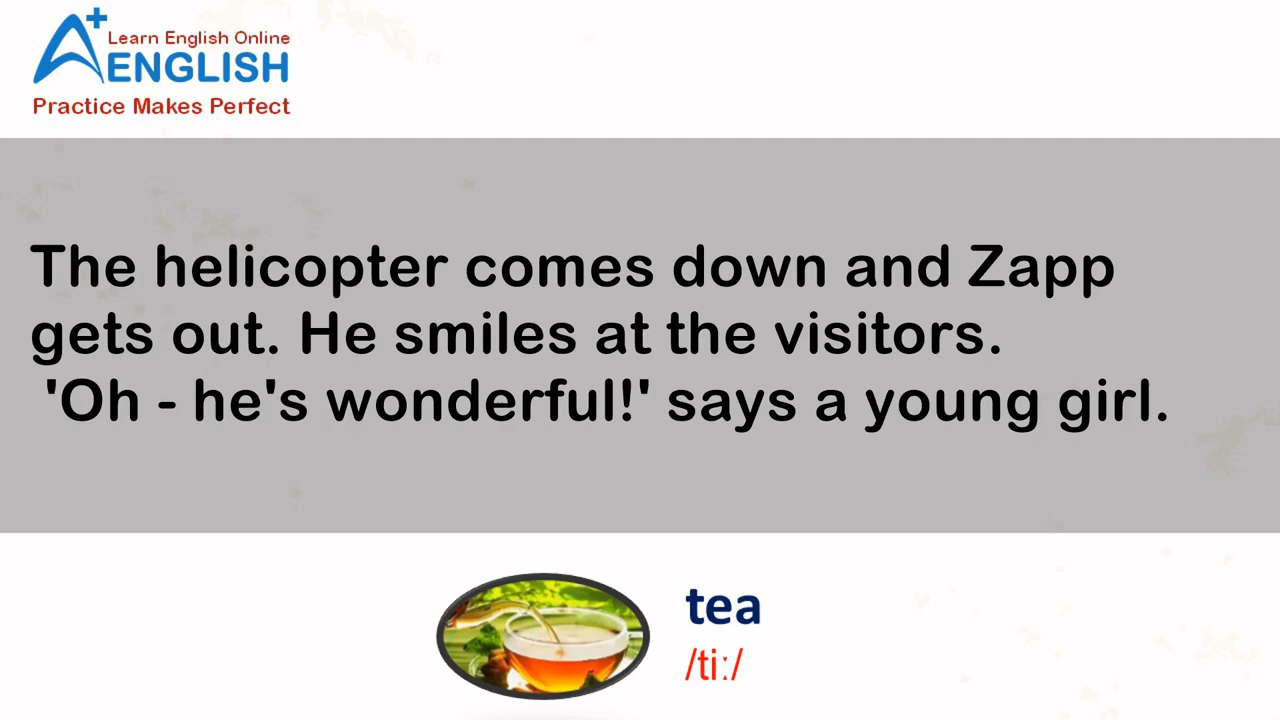 A+
Learn English Online
ENGLISH
Practice Makes Perfect
The helicopter comes down and Zapp
gets out. He smiles at the visitors.
'Oh - he's wonderful!' says a young girl.
tea
/tiː/